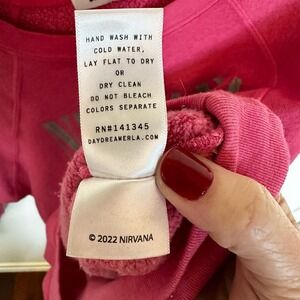 HAND WASH WITH
COLD WATER,
LAY FLAT TO DRY
OR
DRY CLEAN
DO NOT BLEACH
COLORS SEPARATE
RN#141345
DAYDREAMERLA.COM
© 2022 NIRVANA